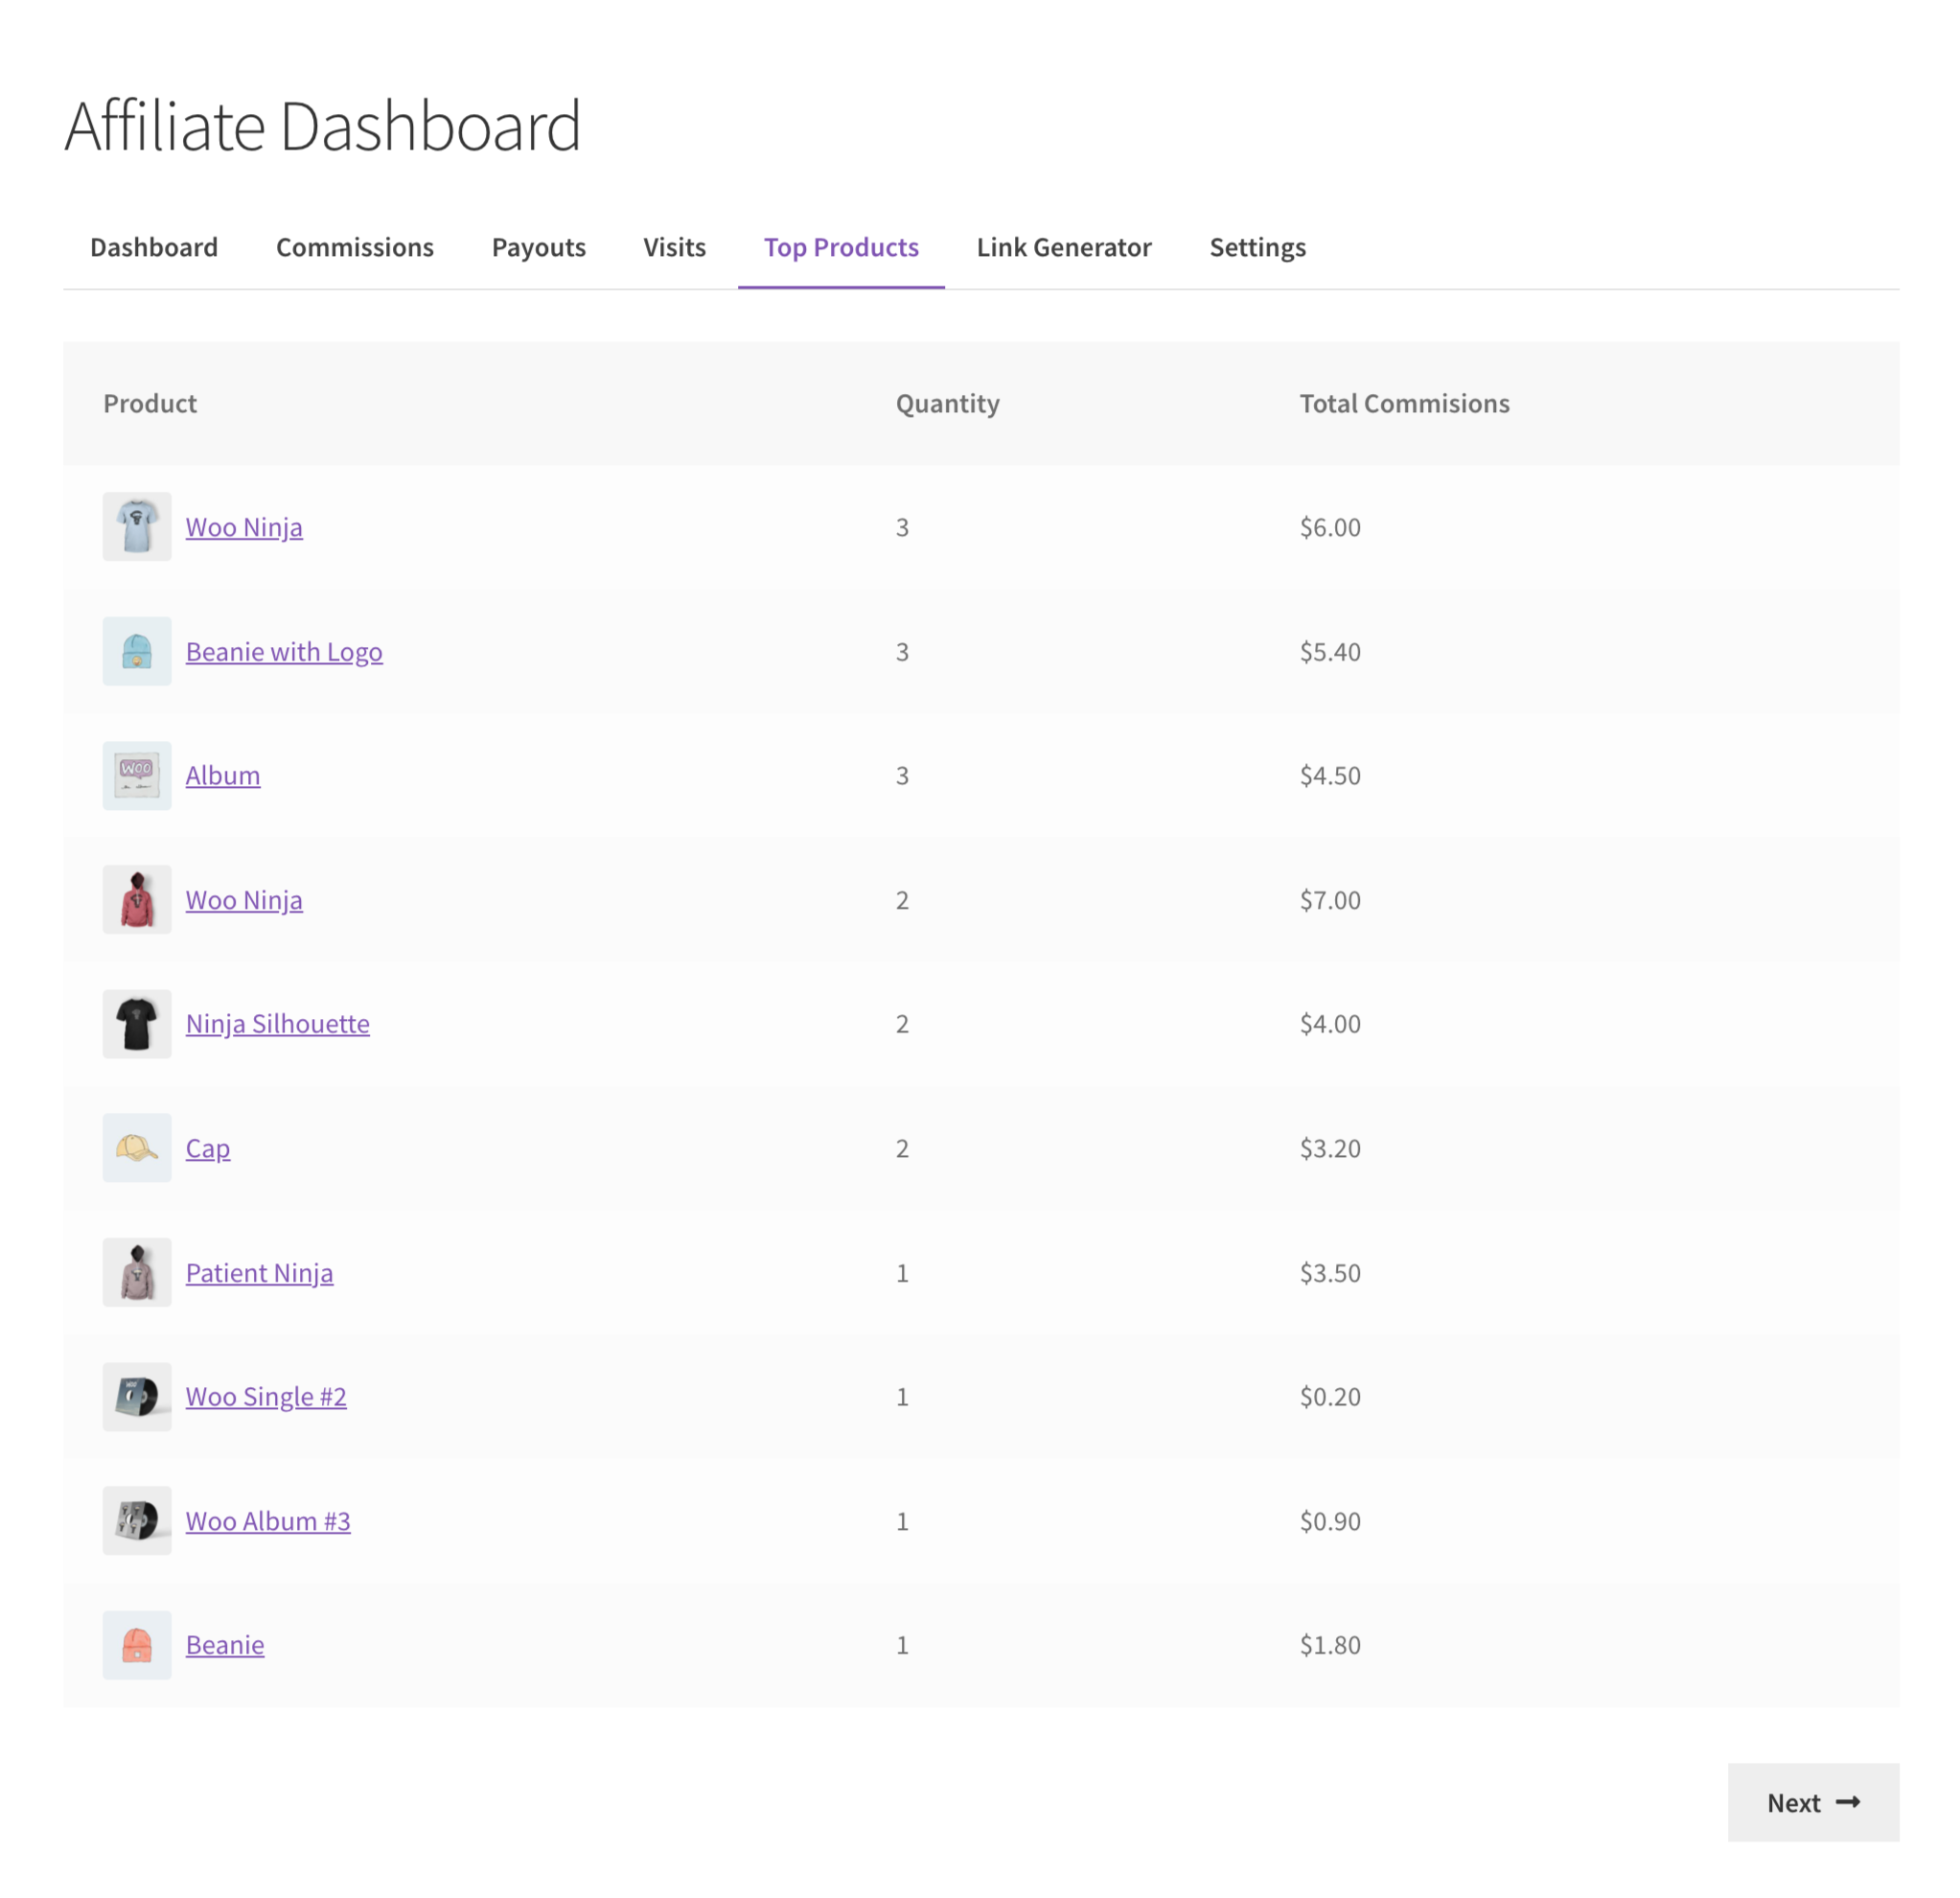 Affiliate Dashboard
Dashboard Commissions Payouts Visits Top Products Link Generator Settings
Product Quantity Total Commisions
Woo Ninja 3 $6.00
Beanie with Logo 3 $5.40
WOO
Album 3 $4.50
Woo Ninja 2 $7.00
Ninja Silhouette 2 $4.00
Cap 2 $3.20
Patient Ninja 1 $3.50
Woo Single #2 1 $0.20
Woo Album #3 1 $0.90
Beanie 1 $1.80
Next